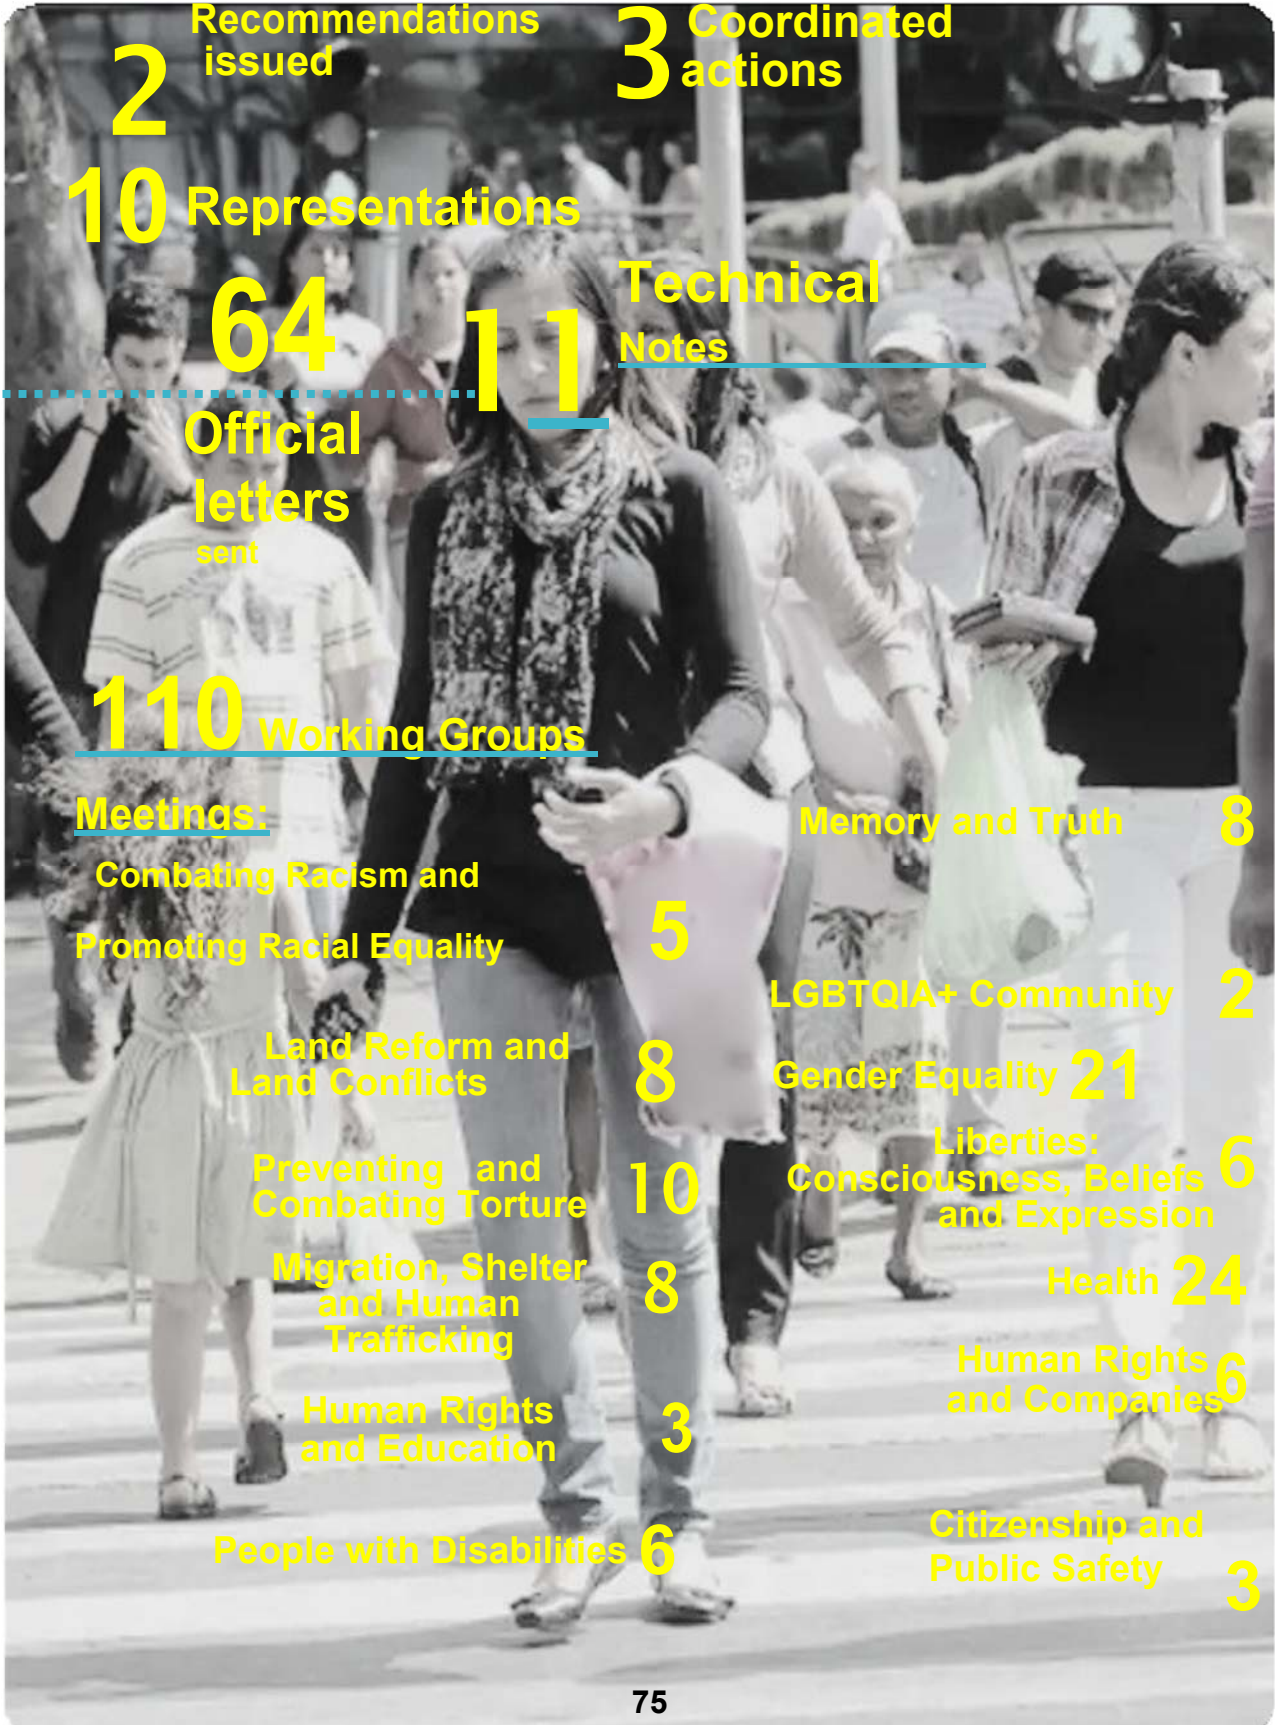 2 Recommendations
issued
3 Coordinated
actions
10 Representations
64
Official
letters
sent
11 Technical
Notes
110 Working Groups
Meetings:
Combating Racism and
Promoting Racial Equality 5
Land Reform and
Land Conflicts 8
Preventing and
Combating Torture 10
Migration, Shelter
and Human 8
Trafficking
Human Rights
and Education 3
People with Disabilities 6
Memory and Truth 8
LGBTQIA+ Community 2
Gender Equality 21
Liberties:
Consciousness, Beliefs 6
and Expression
Health 24
Human Rights
and Companies 6
Citizenship and
Public Safety 3
75